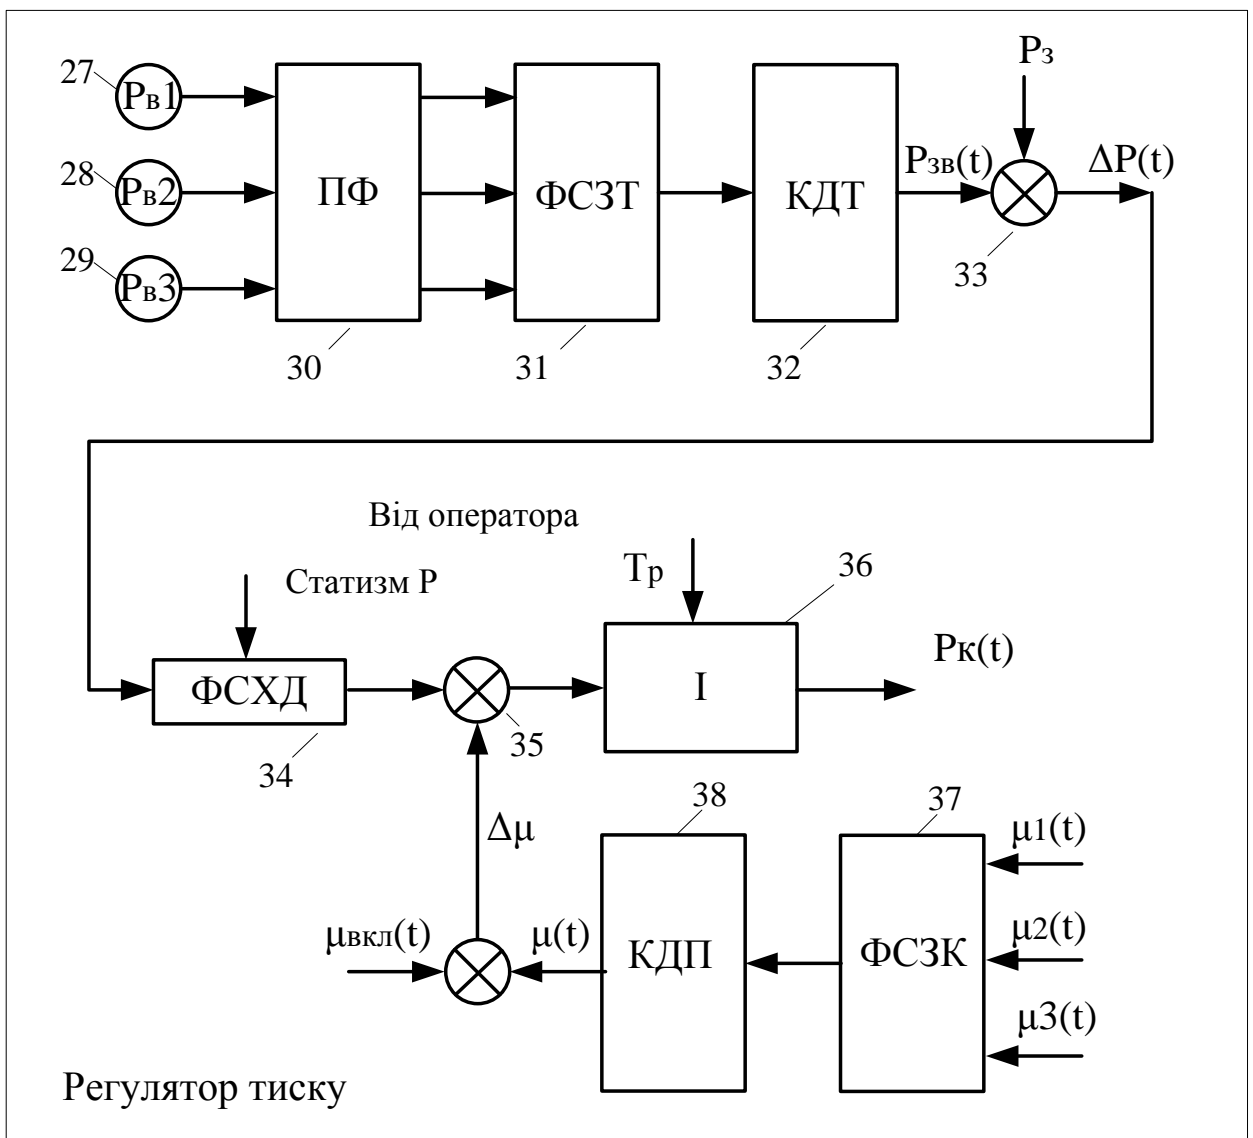 27
Рв1
28
Рв2
29
Рв3
ПФ
30
ФСЗТ
31
КДТ
32
Рзв(t)
Рз
33
ΔP(t)
Від оператора
Статизм Р
ФСХД
34
35
Тр
36
І
Рк(t)
Δμ
μвкл(t)
μ(t)
38
КДП
37
ФСЗК
μ1(t)
μ2(t)
μ3(t)
Регулятор тиску